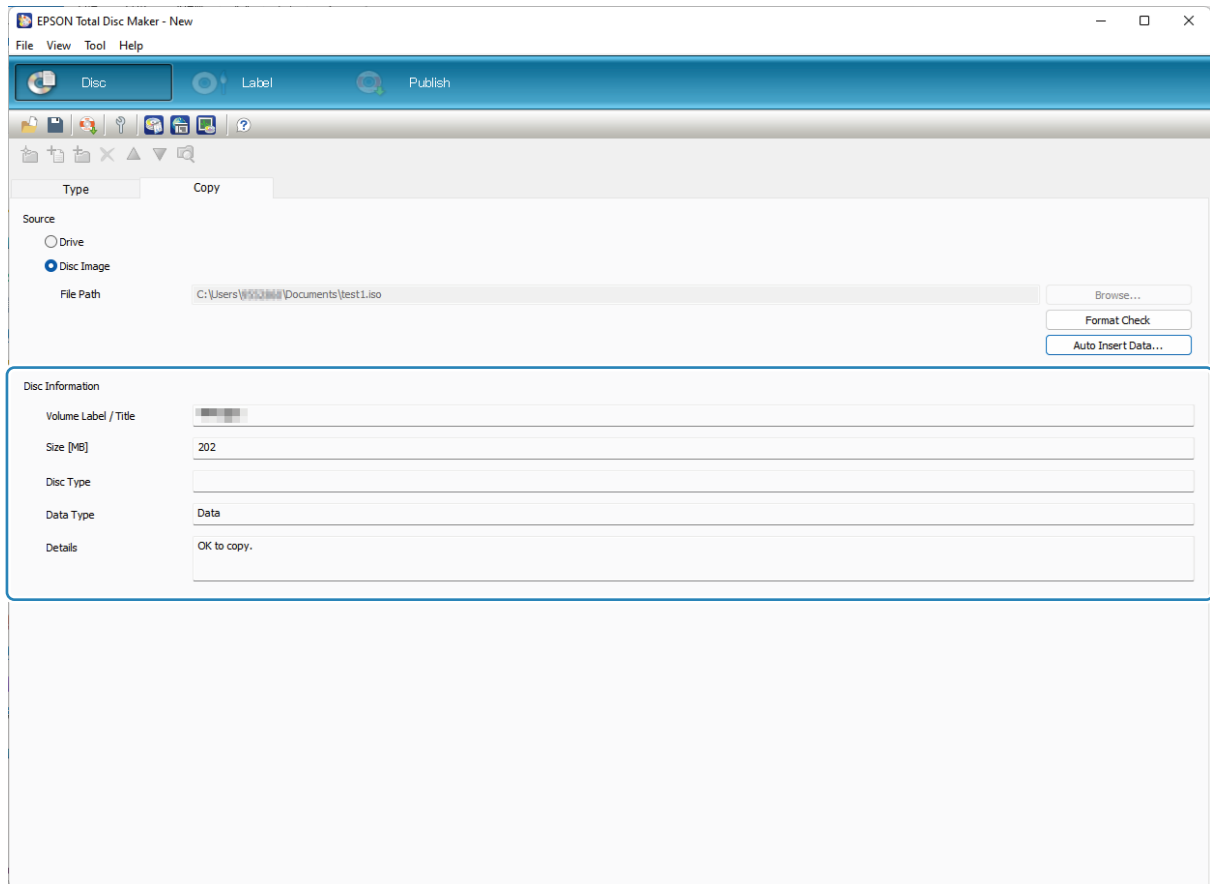 EPSON Total Disc Maker - New
File View Tool Help
Disc Label Publish
Type Copy
Source
Drive
Disc Image
File Path C:\Users\ \Documents\test1.iso Browse...
Format Check
Auto Insert Data...
Disc Information
Volume Label / Title
Size [MB] 202
Disc Type
Data Type Data
Details OK to copy.